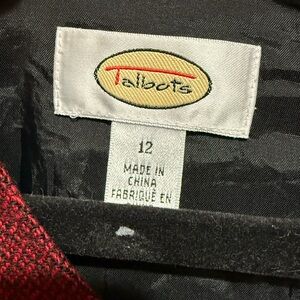 Talbots
12
MADE IN
CHINA
FABRIQUÉ EN